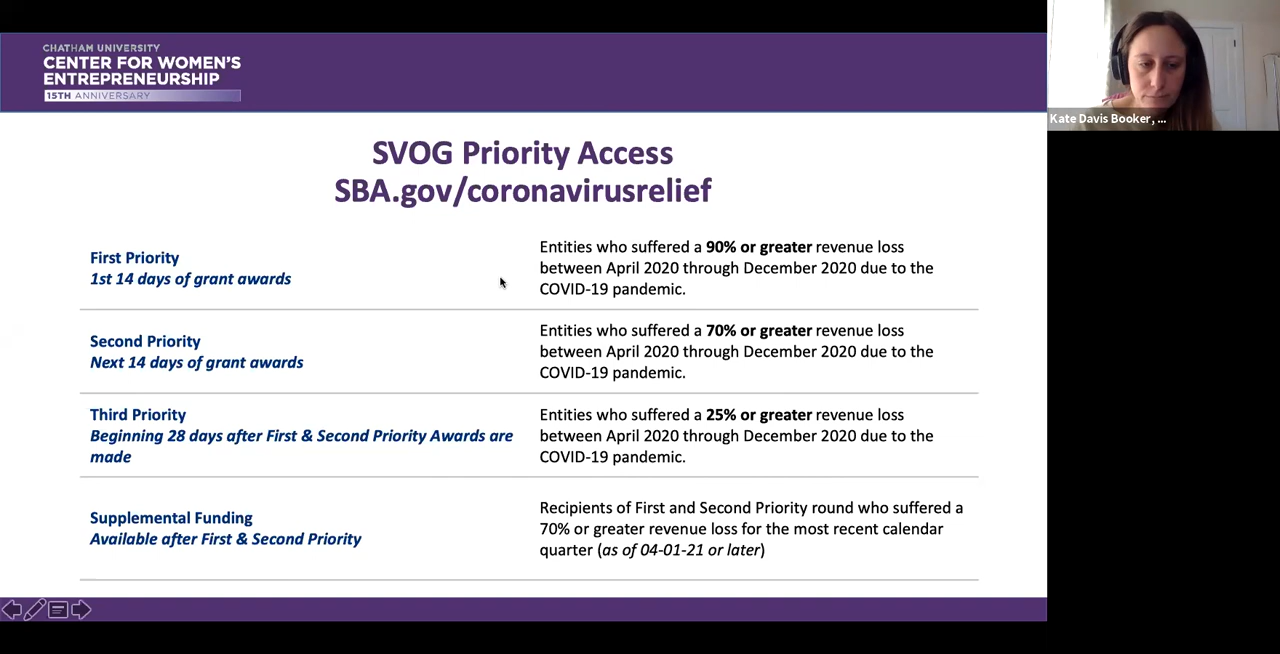 CHATHAM UNIVERSITY
CENTER FOR WOMEN'S
ENTREPRENEURSHIP
15TH ANNIVERSARY
Kate Davis Booker, ...
SVOG Priority Access
SBA.gov/coronavirusrelief
First Priority
1st 14 days of grant awards
Entities who suffered a 90% or greater revenue loss
between April 2020 through December 2020 due to the
COVID-19 pandemic.
Second Priority
Next 14 days of grant awards
Entities who suffered a 70% or greater revenue loss
between April 2020 through December 2020 due to the
COVID-19 pandemic.
Third Priority
Beginning 28 days after First & Second Priority Awards are
made
Entities who suffered a 25% or greater revenue loss
between April 2020 through December 2020 due to the
COVID-19 pandemic.
Supplemental Funding
Available after First & Second Priority
Recipients of First and Second Priority round who suffered a
70% or greater revenue loss for the most recent calendar
quarter (as of 04-01-21 or later)